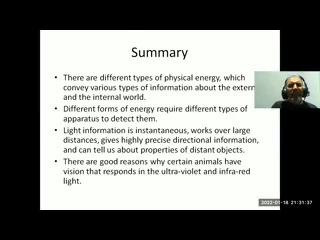 Summary
• There are different types of physical energy, which
convey various types of information about the extern
and the internal world.
• Different forms of energy require different types of
apparatus to detect them.
• Light information is instantaneous, works over large
distances, gives highly precise directional information,
and can tell us about properties of distant objects.
• There are good reasons why certain animals have
vision that responds in the ultra-violet and infra-red
light.
2022-01-18 21:31:37